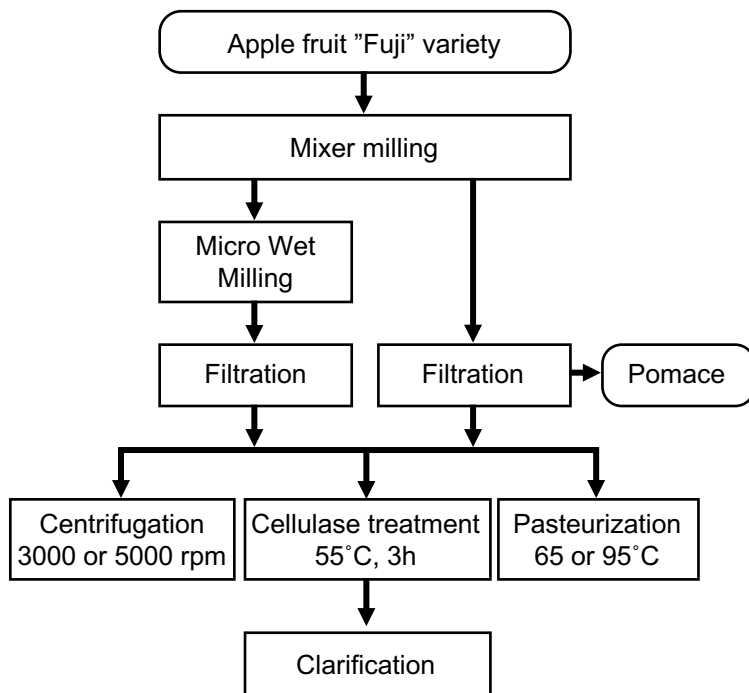 Apple fruit ”Fuji” variety
Mixer milling
Micro Wet
Milling
Filtration
Filtration
Pomace
Centrifugation
3000 or 5000 rpm
Cellulase treatment
55˚C, 3h
Pasteurization
65 or 95˚C
Clarification